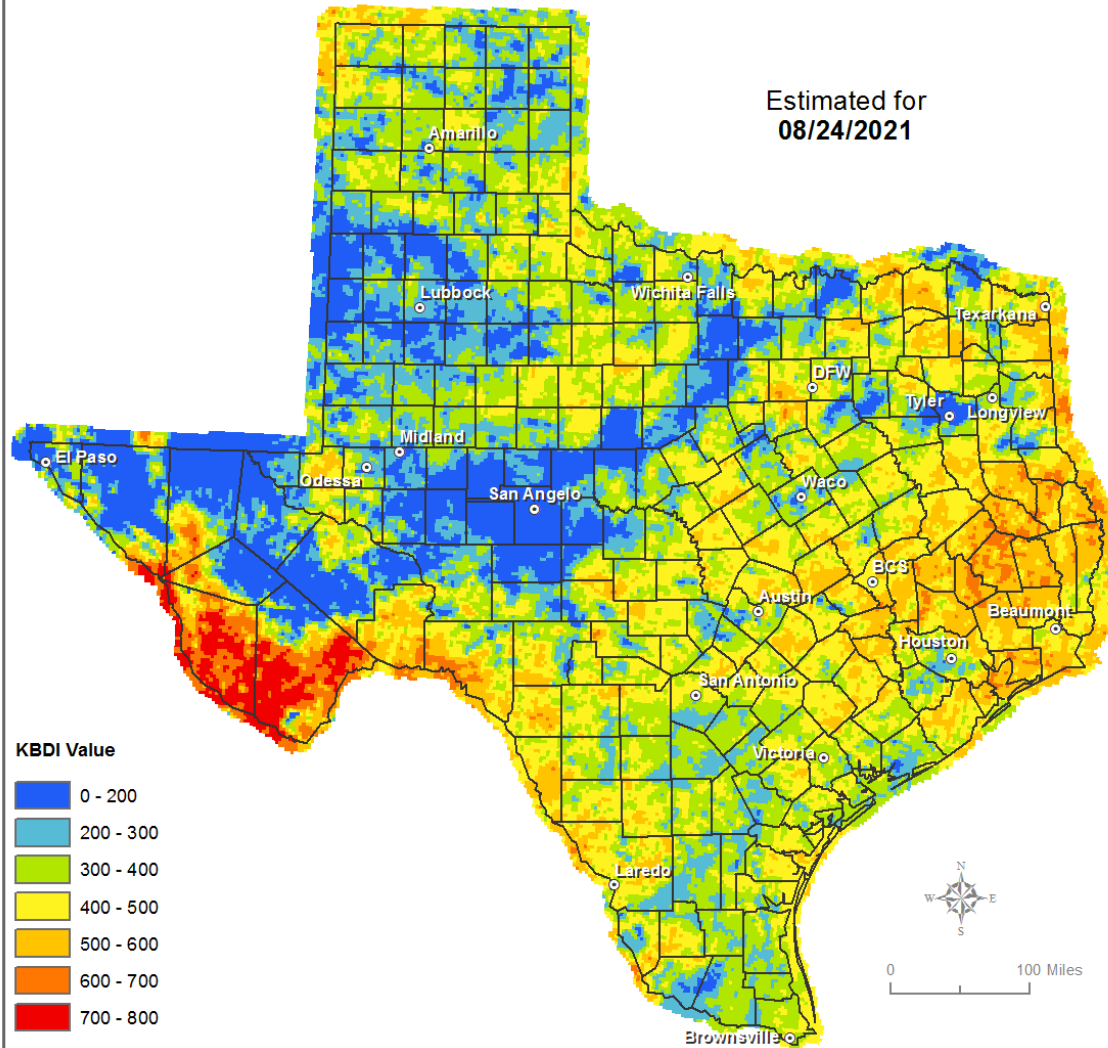 Estimated for
08/24/2021
Amarillo
Lubbock
Wichita Falls
Texarkana
DFW
Tyler
Longview
Midland
El Paso
Odessa
San Angelo
Waco
BCS
Austin
Beaumont
Houston
San Antonio
Victoria
Laredo
Brownsville
KBDI Value
0 - 200
200 - 300
300 - 400
400 - 500
500 - 600
600 - 700
700 - 800
N
W E
S
0 100 Miles